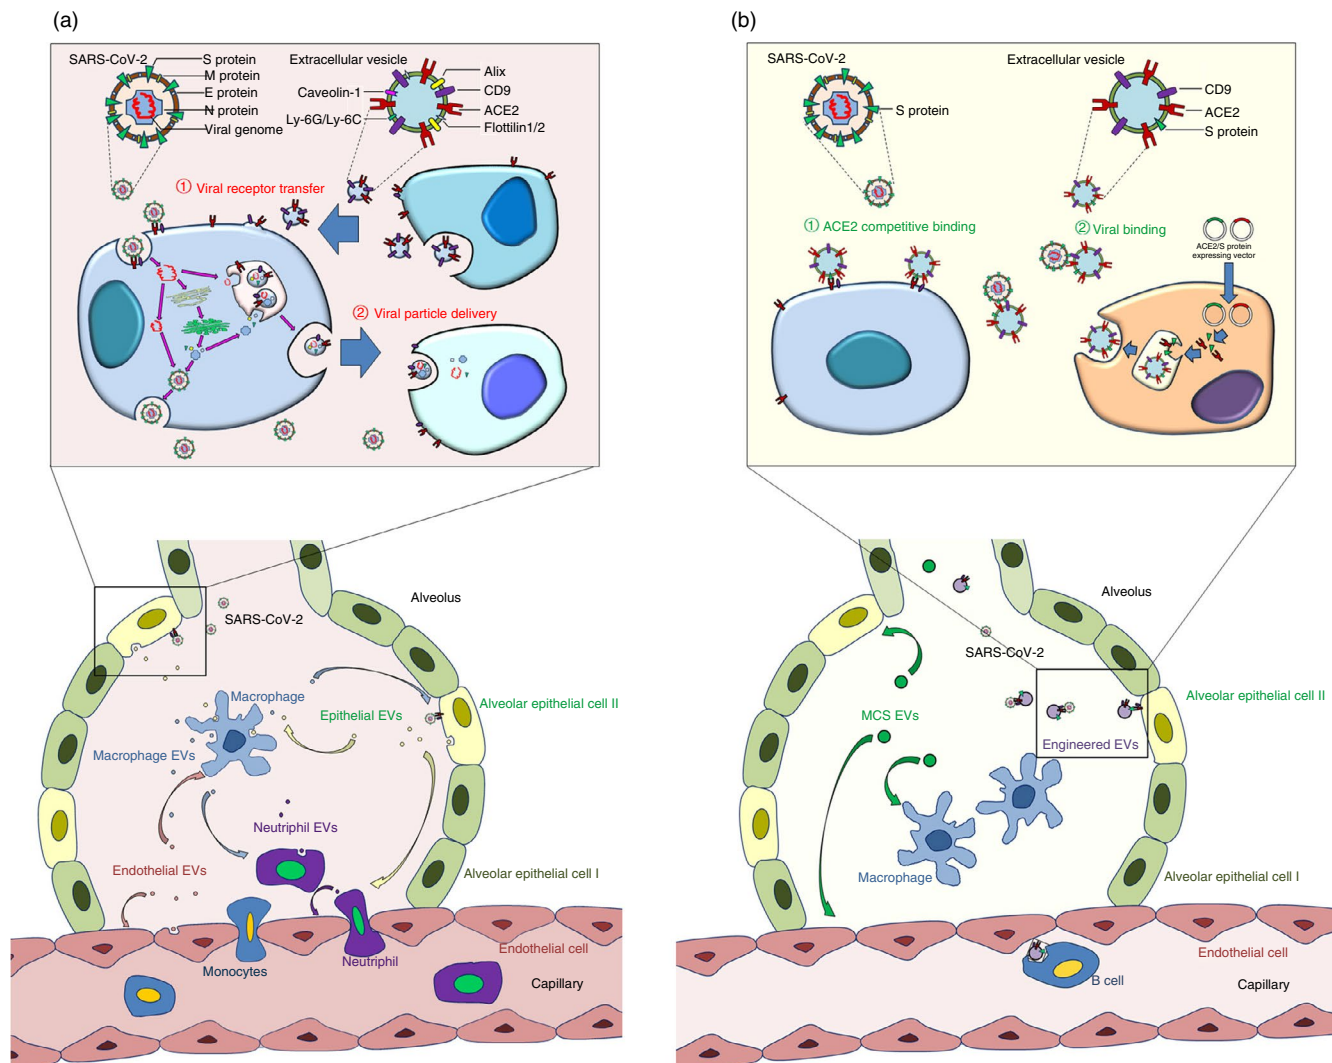 (a)
SARS-CoV-2
S protein
M protein
E protein
N protein
Viral genome
Extracellular vesicle
Caveolin-1
Ly-6G/Ly-6C
Alix
CD9
ACE2
Flottilin1/2
① Viral receptor transfer
② Viral particle delivery
SARS-CoV-2
Alveolus
Macrophage
Epithelial EVs
Alveolar epithelial cell II
Macrophage EVs
Neutriphil EVs
Endothelial EVs
Alveolar epithelial cell I
Endothelial cell
Monocytes
Neutriphil
Capillary
(b)
SARS-CoV-2
S protein
Extracellular vesicle
CD9
ACE2
S protein
① ACE2 competitive binding
② Viral binding
ACE2/S protein
expressing vector
Alveolus
SARS-CoV-2
Alveolar epithelial cell II
MCS EVs
Engineered EVs
Macrophage
Alveolar epithelial cell I
Endothelial cell
B cell
Capillary